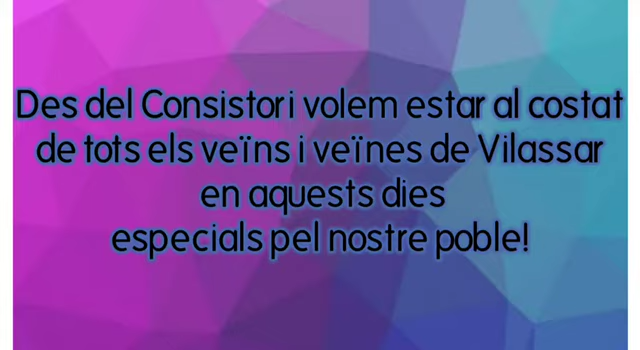 Des del Consistori volem estar al costat
de tots els veïns i veïnes de Vilassar
en aquests dies
especials pel nostre poble!